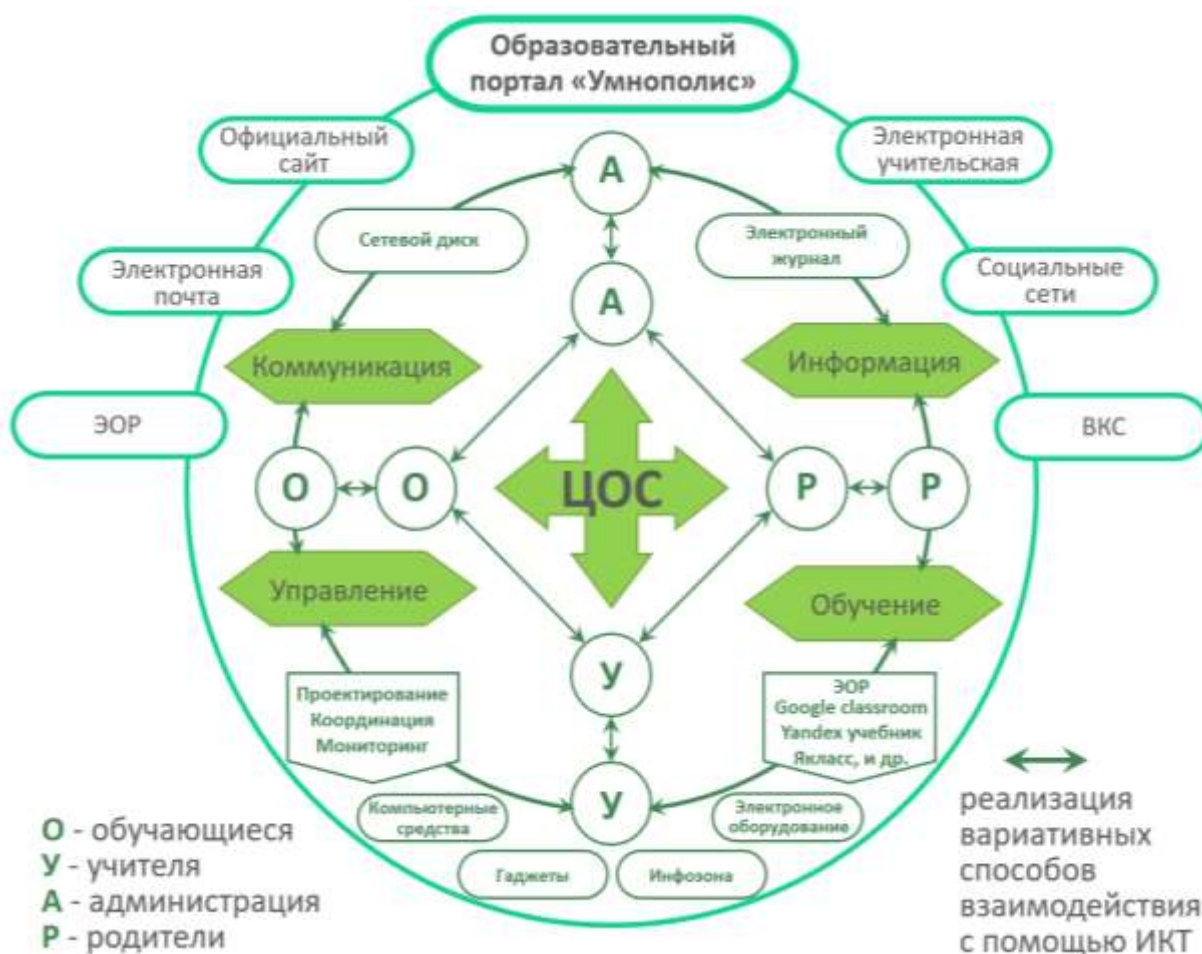 Образовательный
портал «Умнополис»
Официальный
сайт
Электронная
учительская
А
Сетевой диск
Электронный
журнал
Электронная
почта
Социальные
сети
А
Коммуникация
Информация
ЭОР
ВКС
О
О
ЦОС
Р
Р
Управление
Обучение
У
Проектирование
Координация
Мониторинг
ЭОР
Google classroom
Yandex учебник
Якласс, и др.
У
Компьютерные
средства
Электронное
оборудование
Гаджеты
Инфозона
О - обучающиеся
У - учителя
А - администрация
Р - родители
реализация
вариативных
способов
взаимодействия
с помощью ИКТ